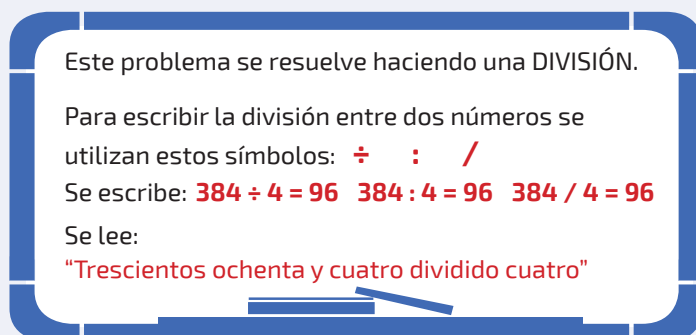 Este problema se resuelve haciendo una DIVISIÓN.
Para escribir la división entre dos números se
utilizan estos símbolos: ÷ : /
Se escribe: 384 ÷ 4 = 96 384 : 4 = 96 384 / 4 = 96
Se lee:
“Trescientos ochenta y cuatro dividido cuatro”